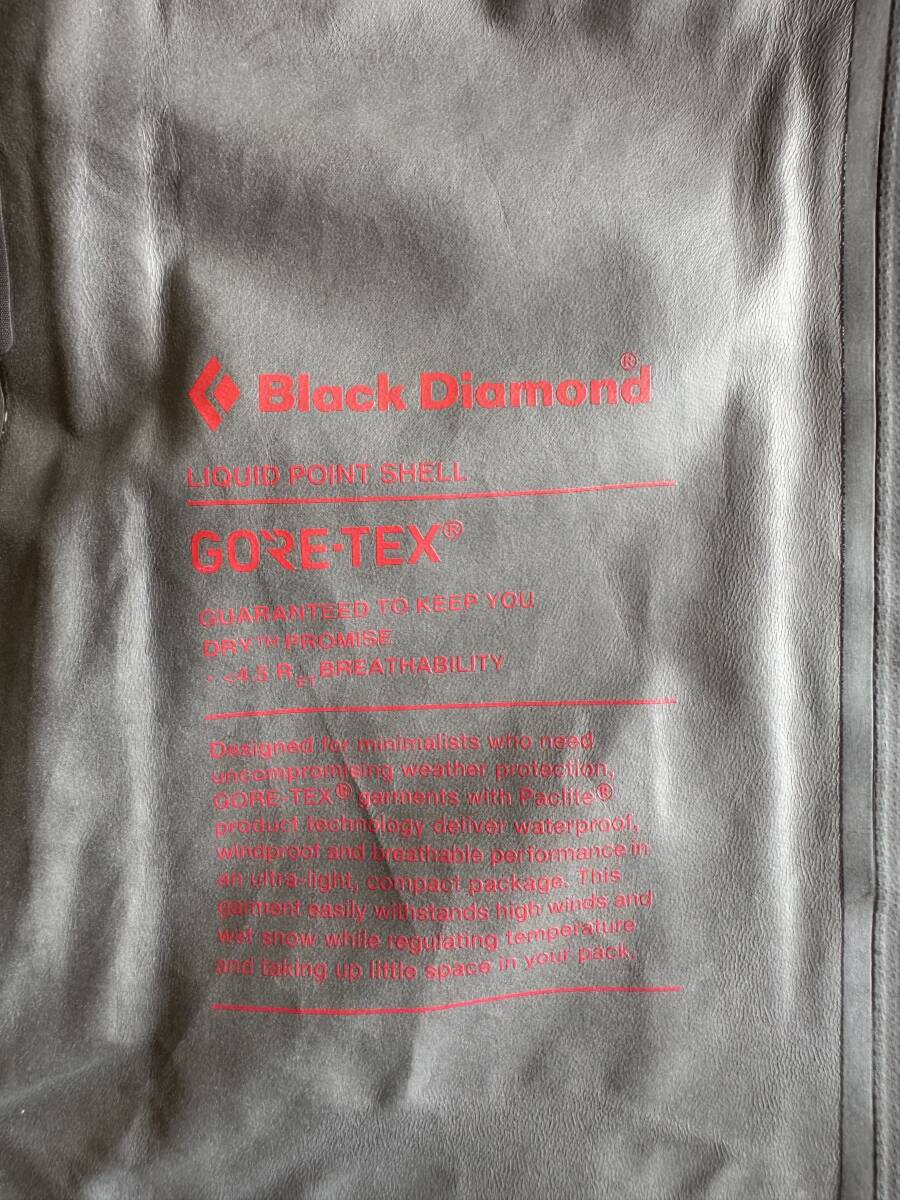 Black Diamond®
LIQUID POINT SHELL
GORE-TEX®
GUARANTEED TO KEEP YOU
DRY™ PROMISE
· <4.5 RET BREATHABILITY
Designed for minimalists who need
uncompromising weather protection,
GORE-TEX® garments with Paclite®
product technology deliver waterproof,
windproof and breathable performance in
an ultra-light, compact package. This
garment easily withstands high winds and
wet snow while regulating temperature
and taking up little space in your pack.